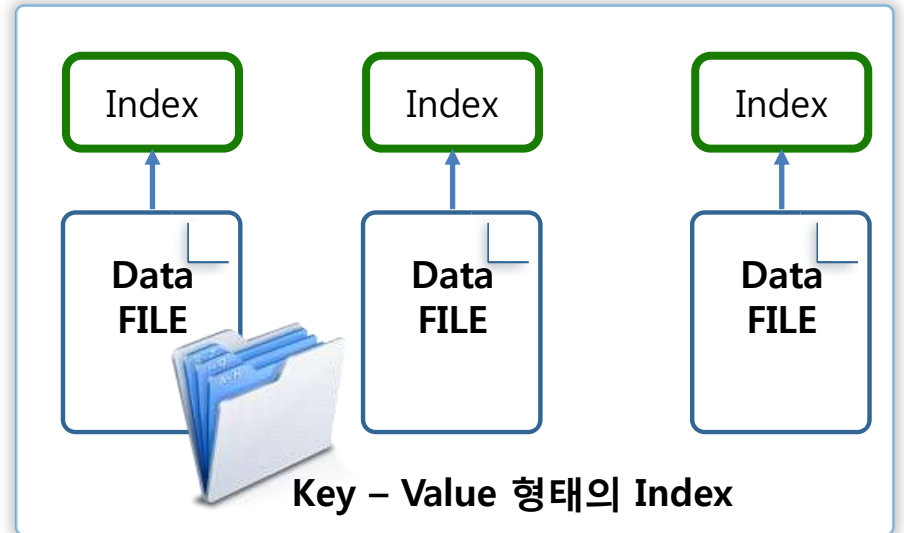 Index Index Index
Data Data Data
FILE FILE FILE
Key – Value 형태의 Index